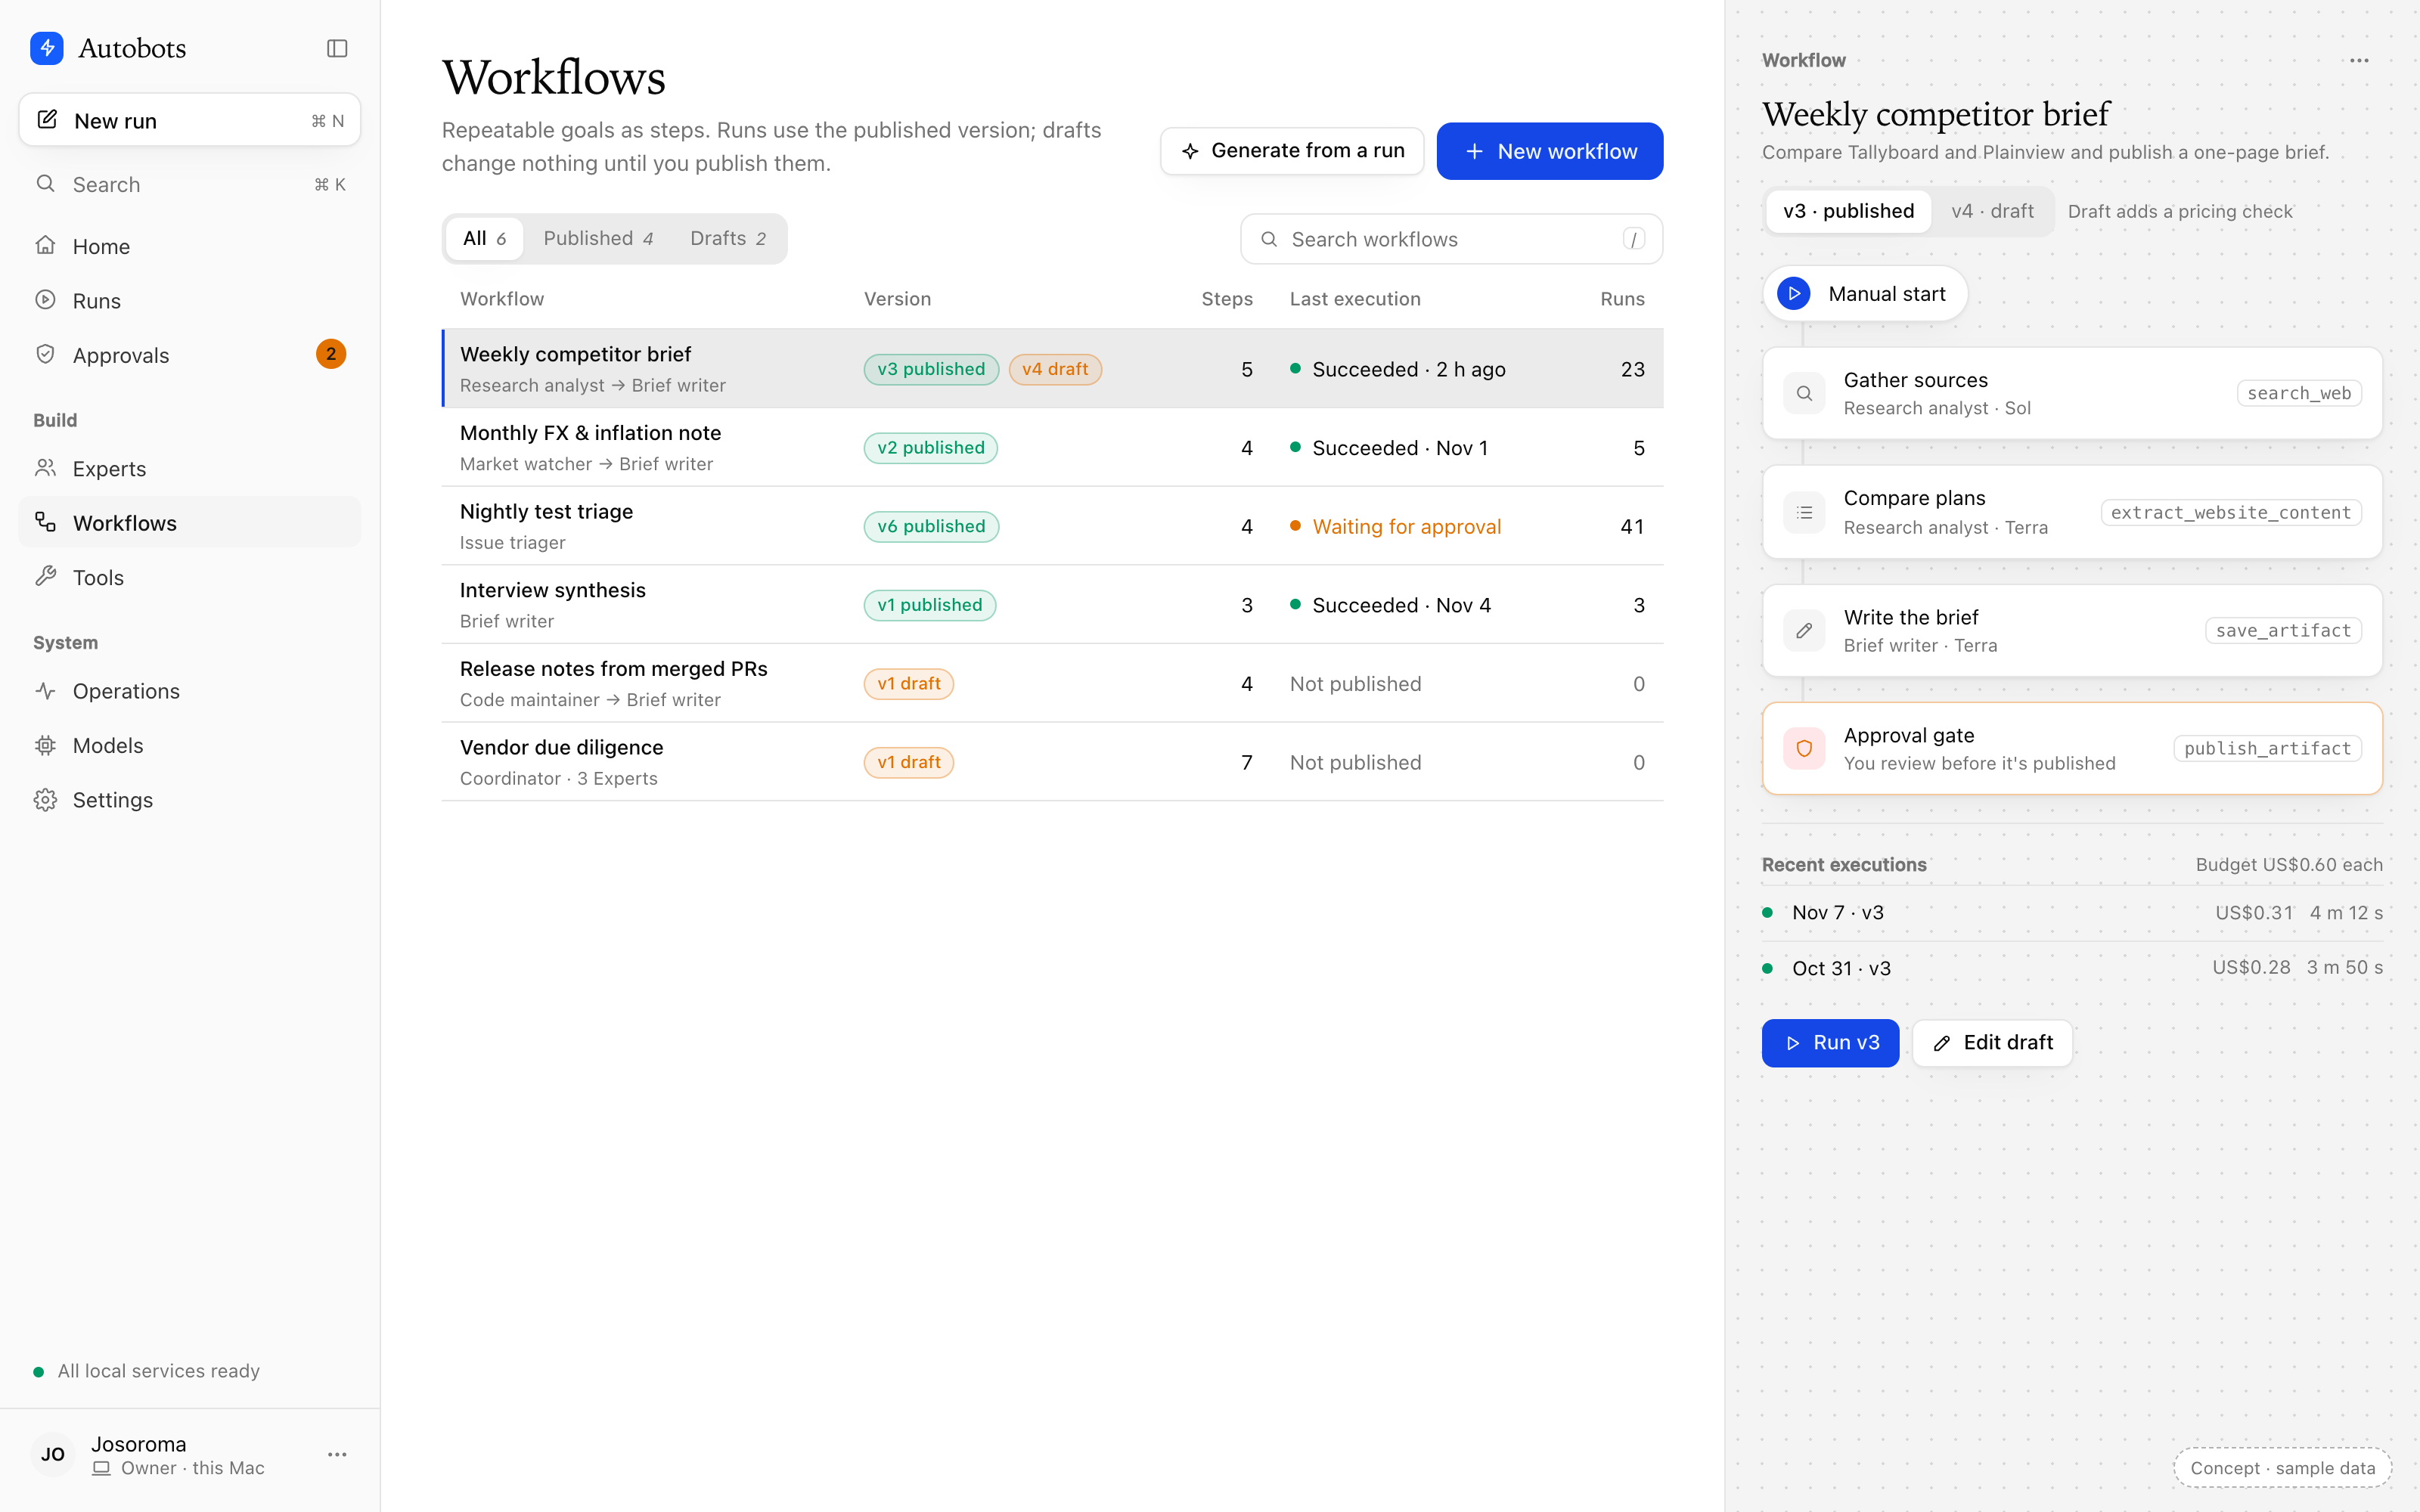 Autobots
New run ⌘ N
Search ⌘ K
Home
Runs
Approvals 2
Build
Experts
Workflows
Tools
System
Operations
Models
Settings
All local services ready
JO
Josoroma
Owner · this Mac
Workflows
Repeatable goals as steps. Runs use the published version; drafts
change nothing until you publish them.
Generate from a run
New workflow
All 6 Published 4 Drafts 2
Search workflows /
Workflow Version Steps Last execution Runs
Weekly competitor brief
Research analyst → Brief writer
v3 published v4 draft 5 Succeeded · 2 h ago 23
Monthly FX & inflation note
Market watcher → Brief writer
v2 published 4 Succeeded · Nov 1 5
Nightly test triage
Issue triager
v6 published 4 Waiting for approval 41
Interview synthesis
Brief writer
v1 published 3 Succeeded · Nov 4 3
Release notes from merged PRs
Code maintainer → Brief writer
v1 draft 4 Not published 0
Vendor due diligence
Coordinator · 3 Experts
v1 draft 7 Not published 0
Workflow
Weekly competitor brief
Compare Tallyboard and Plainview and publish a one-page brief.
v3 · published v4 · draft Draft adds a pricing check
Manual start
Gather sources
Research analyst · Sol
search_web
Compare plans
Research analyst · Terra
extract_website_content
Write the brief
Brief writer · Terra
save_artifact
Approval gate
You review before it's published
publish_artifact
Recent executions Budget US$0.60 each
Nov 7 · v3 US$0.31 4 m 12 s
Oct 31 · v3 US$0.28 3 m 50 s
Run v3
Edit draft
Concept · sample data